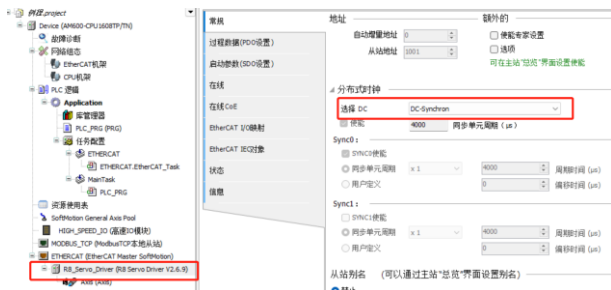 例程.project
Device (AM600-CPU1608TP/TN)
故障诊断
网络组态
EtherCAT机架
CPU机架
PLC 逻辑
Application
库管理器
PLC_PRG (PRG)
任务配置
ETHERCAT
ETHERCAT.EtherCAT_Task
MainTask
PLC_PRG
资源使用表
SoftMotion General Axis Pool
HIGH_SPEED_IO (高速IO模块)
MODBUS_TCP (ModbusTCP本地从站)
ETHERCAT (EtherCAT Master SoftMotion)
R8_Servo_Driver (R8 Servo Driver V2.6.9)
Axis (Axis)
常规
过程数据(PDO设置)
启动参数(SDO设置)
在线
在线 CoE
EtherCAT I/O映射
EtherCAT IEC对象
状态
信息
地址 额外的
自动增量地址 0 使能专家设置
从站地址 1001 选项
可在主站"总览"界面设置使能
分布式时钟
选择 DC DC-Synchron
使能 4000 同步单元周期 (μs)
Sync0:
SYNC0使能
同步单元周期 x 1 4000 周期时间 (μs)
用户定义 0 偏移时间 (μs)
Sync1:
SYNC1使能
同步单元周期 x 1 4000 周期时间 (μs)
用户定义 0 偏移时间 (μs)
从站别名 (可以通过主站"总览"界面设置别名)
禁止